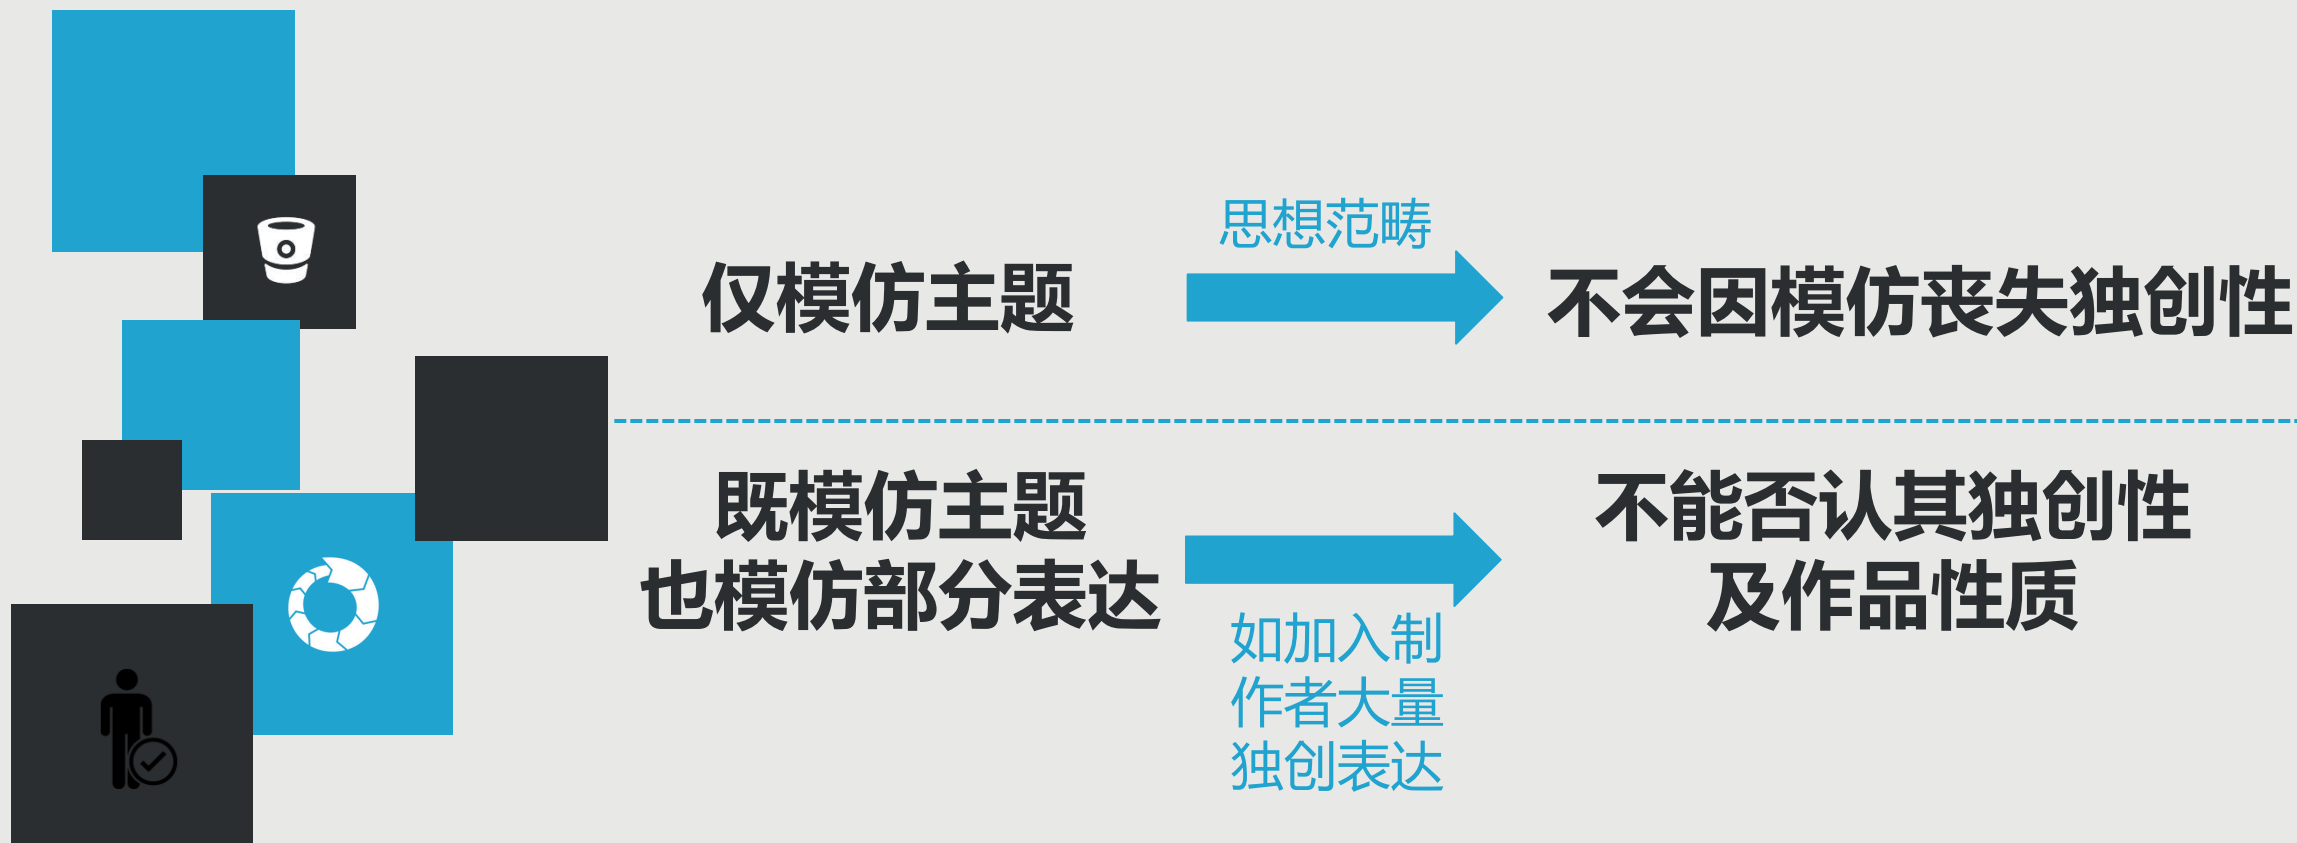 思想范畴
仅模仿主题
不会因模仿丧失独创性
既模仿主题
也模仿部分表达
如加入制
作者大量
独创表达
不能否认其独创性
及作品性质